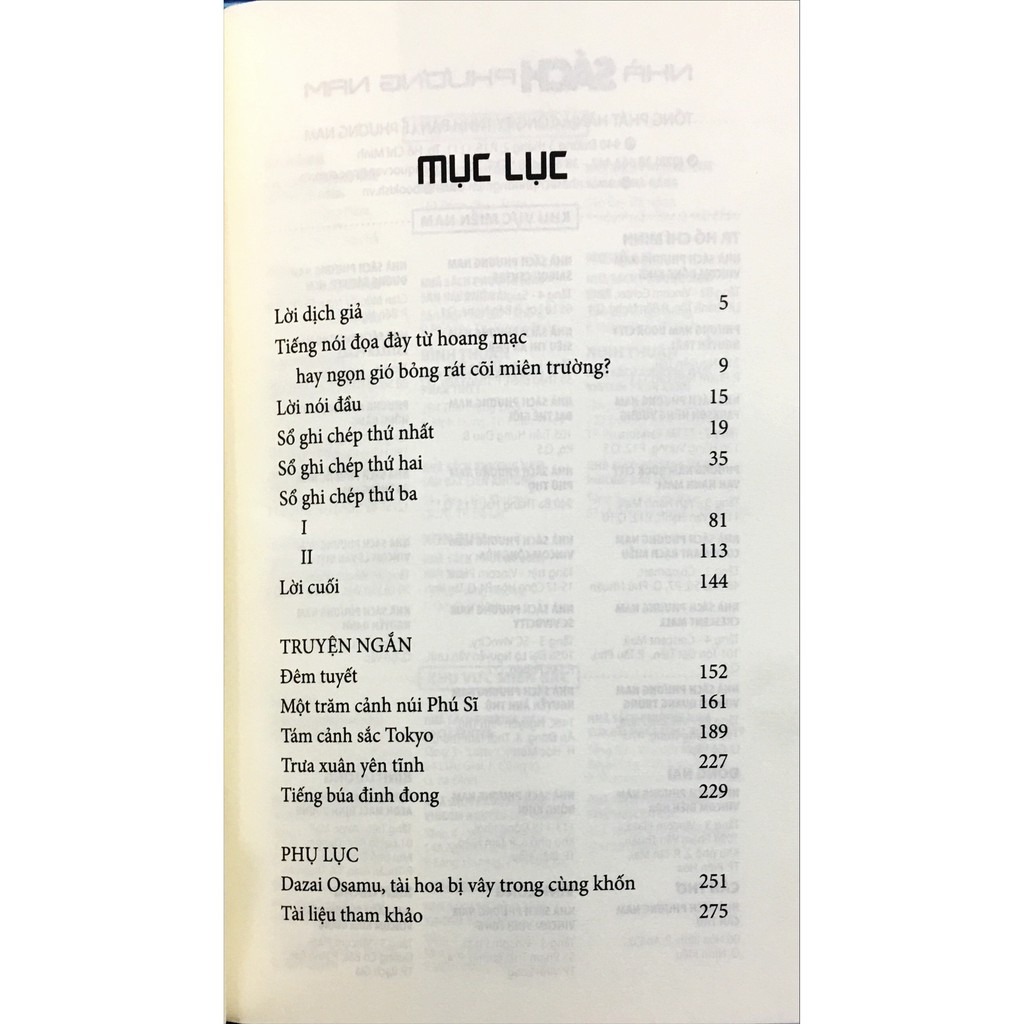 MỤC LỤC
Lời dịch giả 5
Tiếng nói đọa đày từ hoang mạc
hay ngọn gió bỏng rát cõi miên trường? 9
Lời nói đầu 15
Sổ ghi chép thứ nhất 19
Sổ ghi chép thứ hai 35
Sổ ghi chép thứ ba
I 81
II 113
Lời cuối 144
TRUYỆN NGẮN
Đêm tuyết 152
Một trăm cảnh núi Phú Sĩ 161
Tám cảnh sắc Tokyo 189
Trưa xuân yên tĩnh 227
Tiếng búa đinh đong 229
PHỤ LỤC
Dazai Osamu, tài hoa bị vây trong cùng khốn 251
Tài liệu tham khảo 275